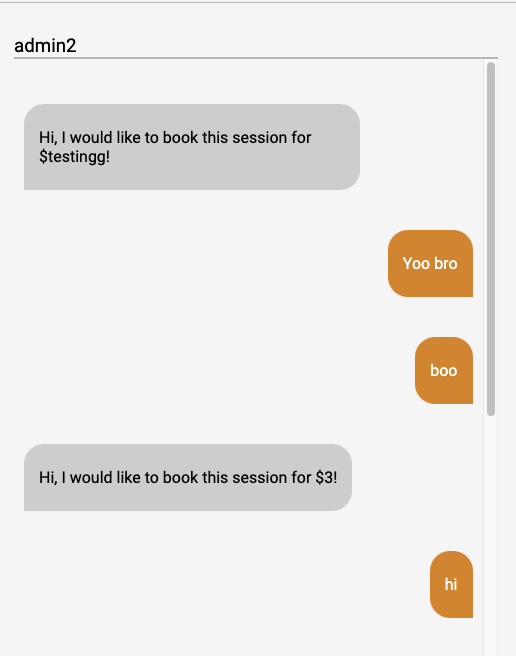 admin2
Hi, I would like to book this session for
$testingg!
Yoo bro
boo
Hi, I would like to book this session for $3!
hi